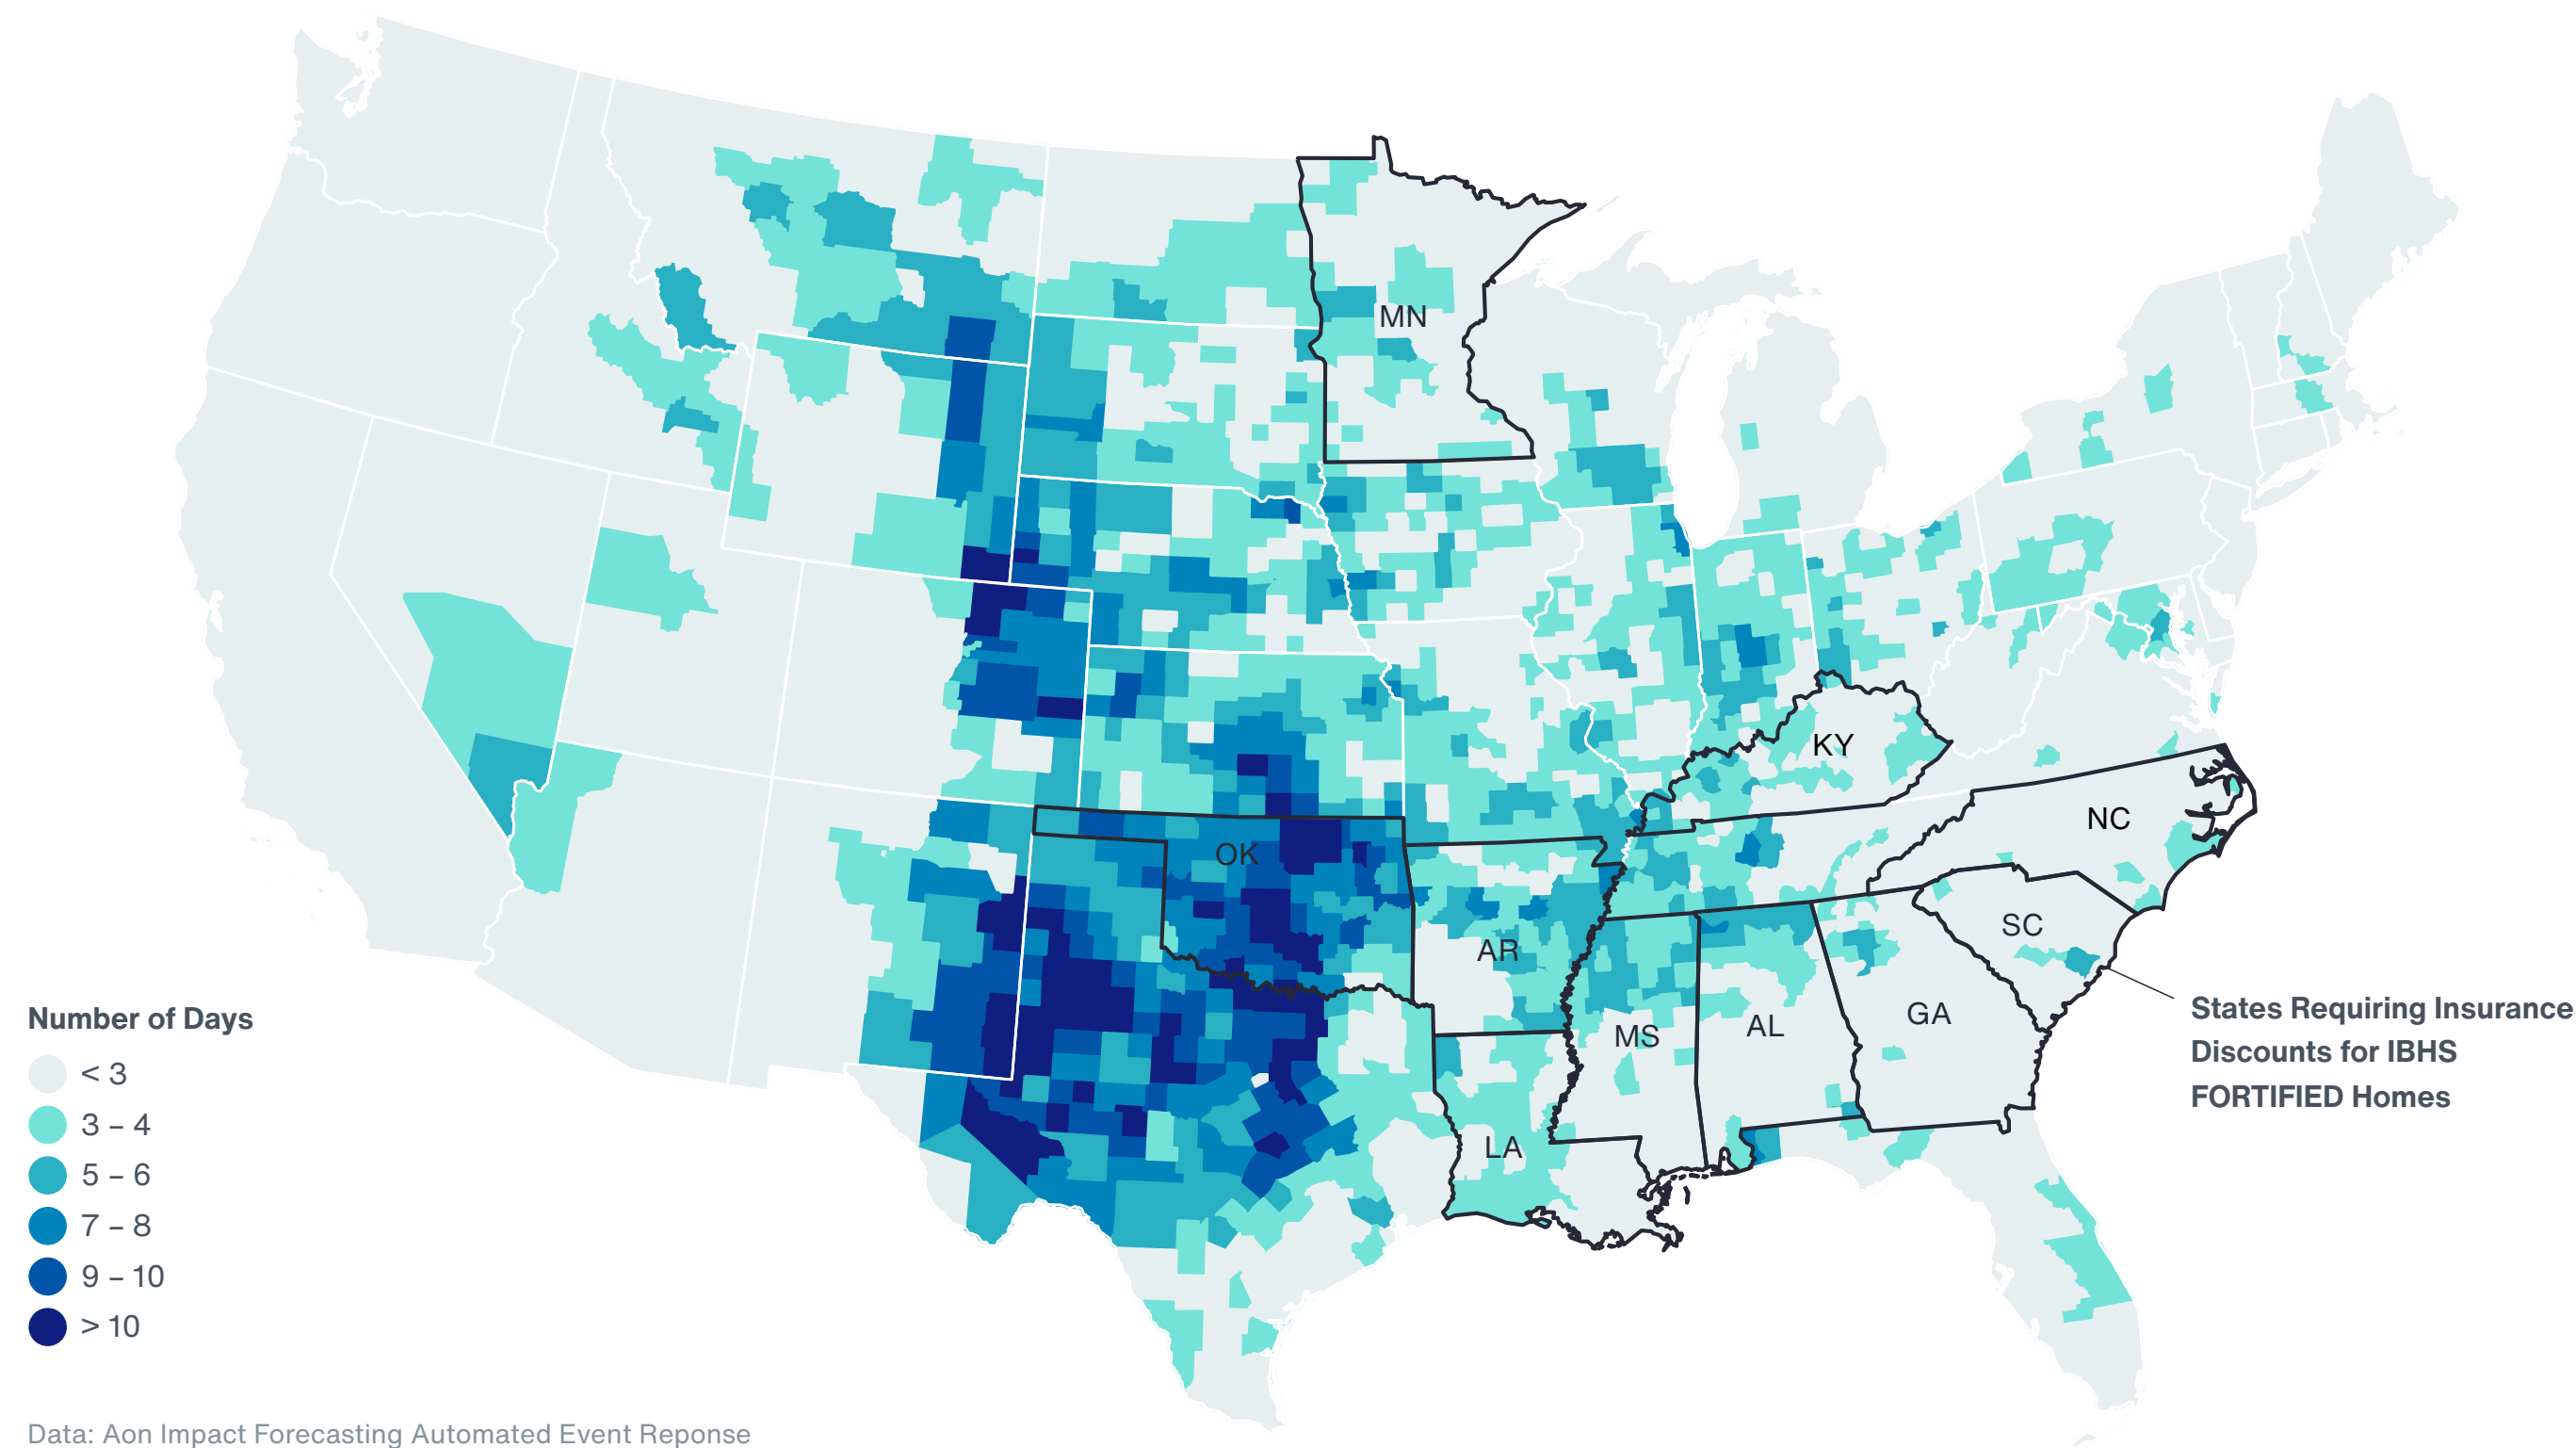 MN
KY
NC
OK
SC
AR
GA
AL
MS
LA
States Requiring Insurance
Discounts for IBHS
FORTIFIED Homes
Number of Days
< 3
3 – 4
5 – 6
7 – 8
9 – 10
> 10
Data: Aon Impact Forecasting Automated Event Reponse